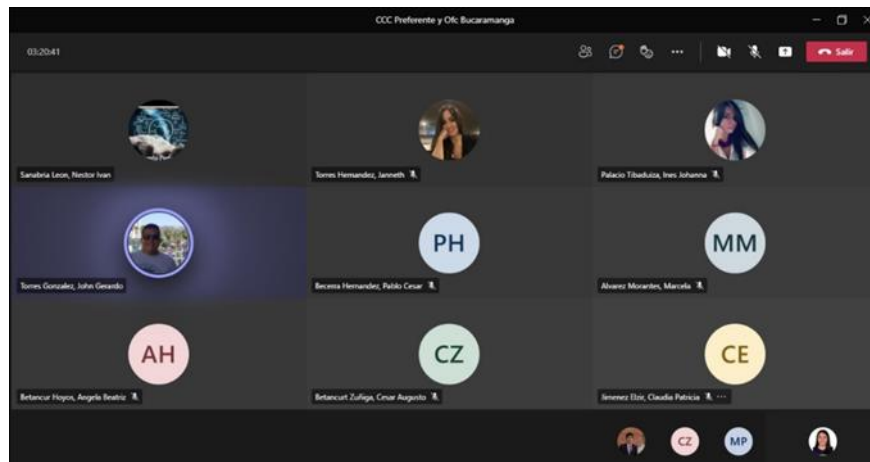 CCC Preferente y Ofc Bucaramanga
03:20:41
Salir
Sanabria Leon, Nestor Ivan
Torres Hernandez, Janneth
Palacio Tibaduiza, Ines Johanna
Torres Gonzalez, John Gerardo
PH
Becerra Hernandez, Pablo Cesar
MM
Alvarez Morantes, Marcela
AH
Betancur Hoyos, Angela Beatriz
CZ
Betancurt Zuñiga, Cesar Augusto
CE
Jimenez Elzir, Claudia Patricia
CZ
MP